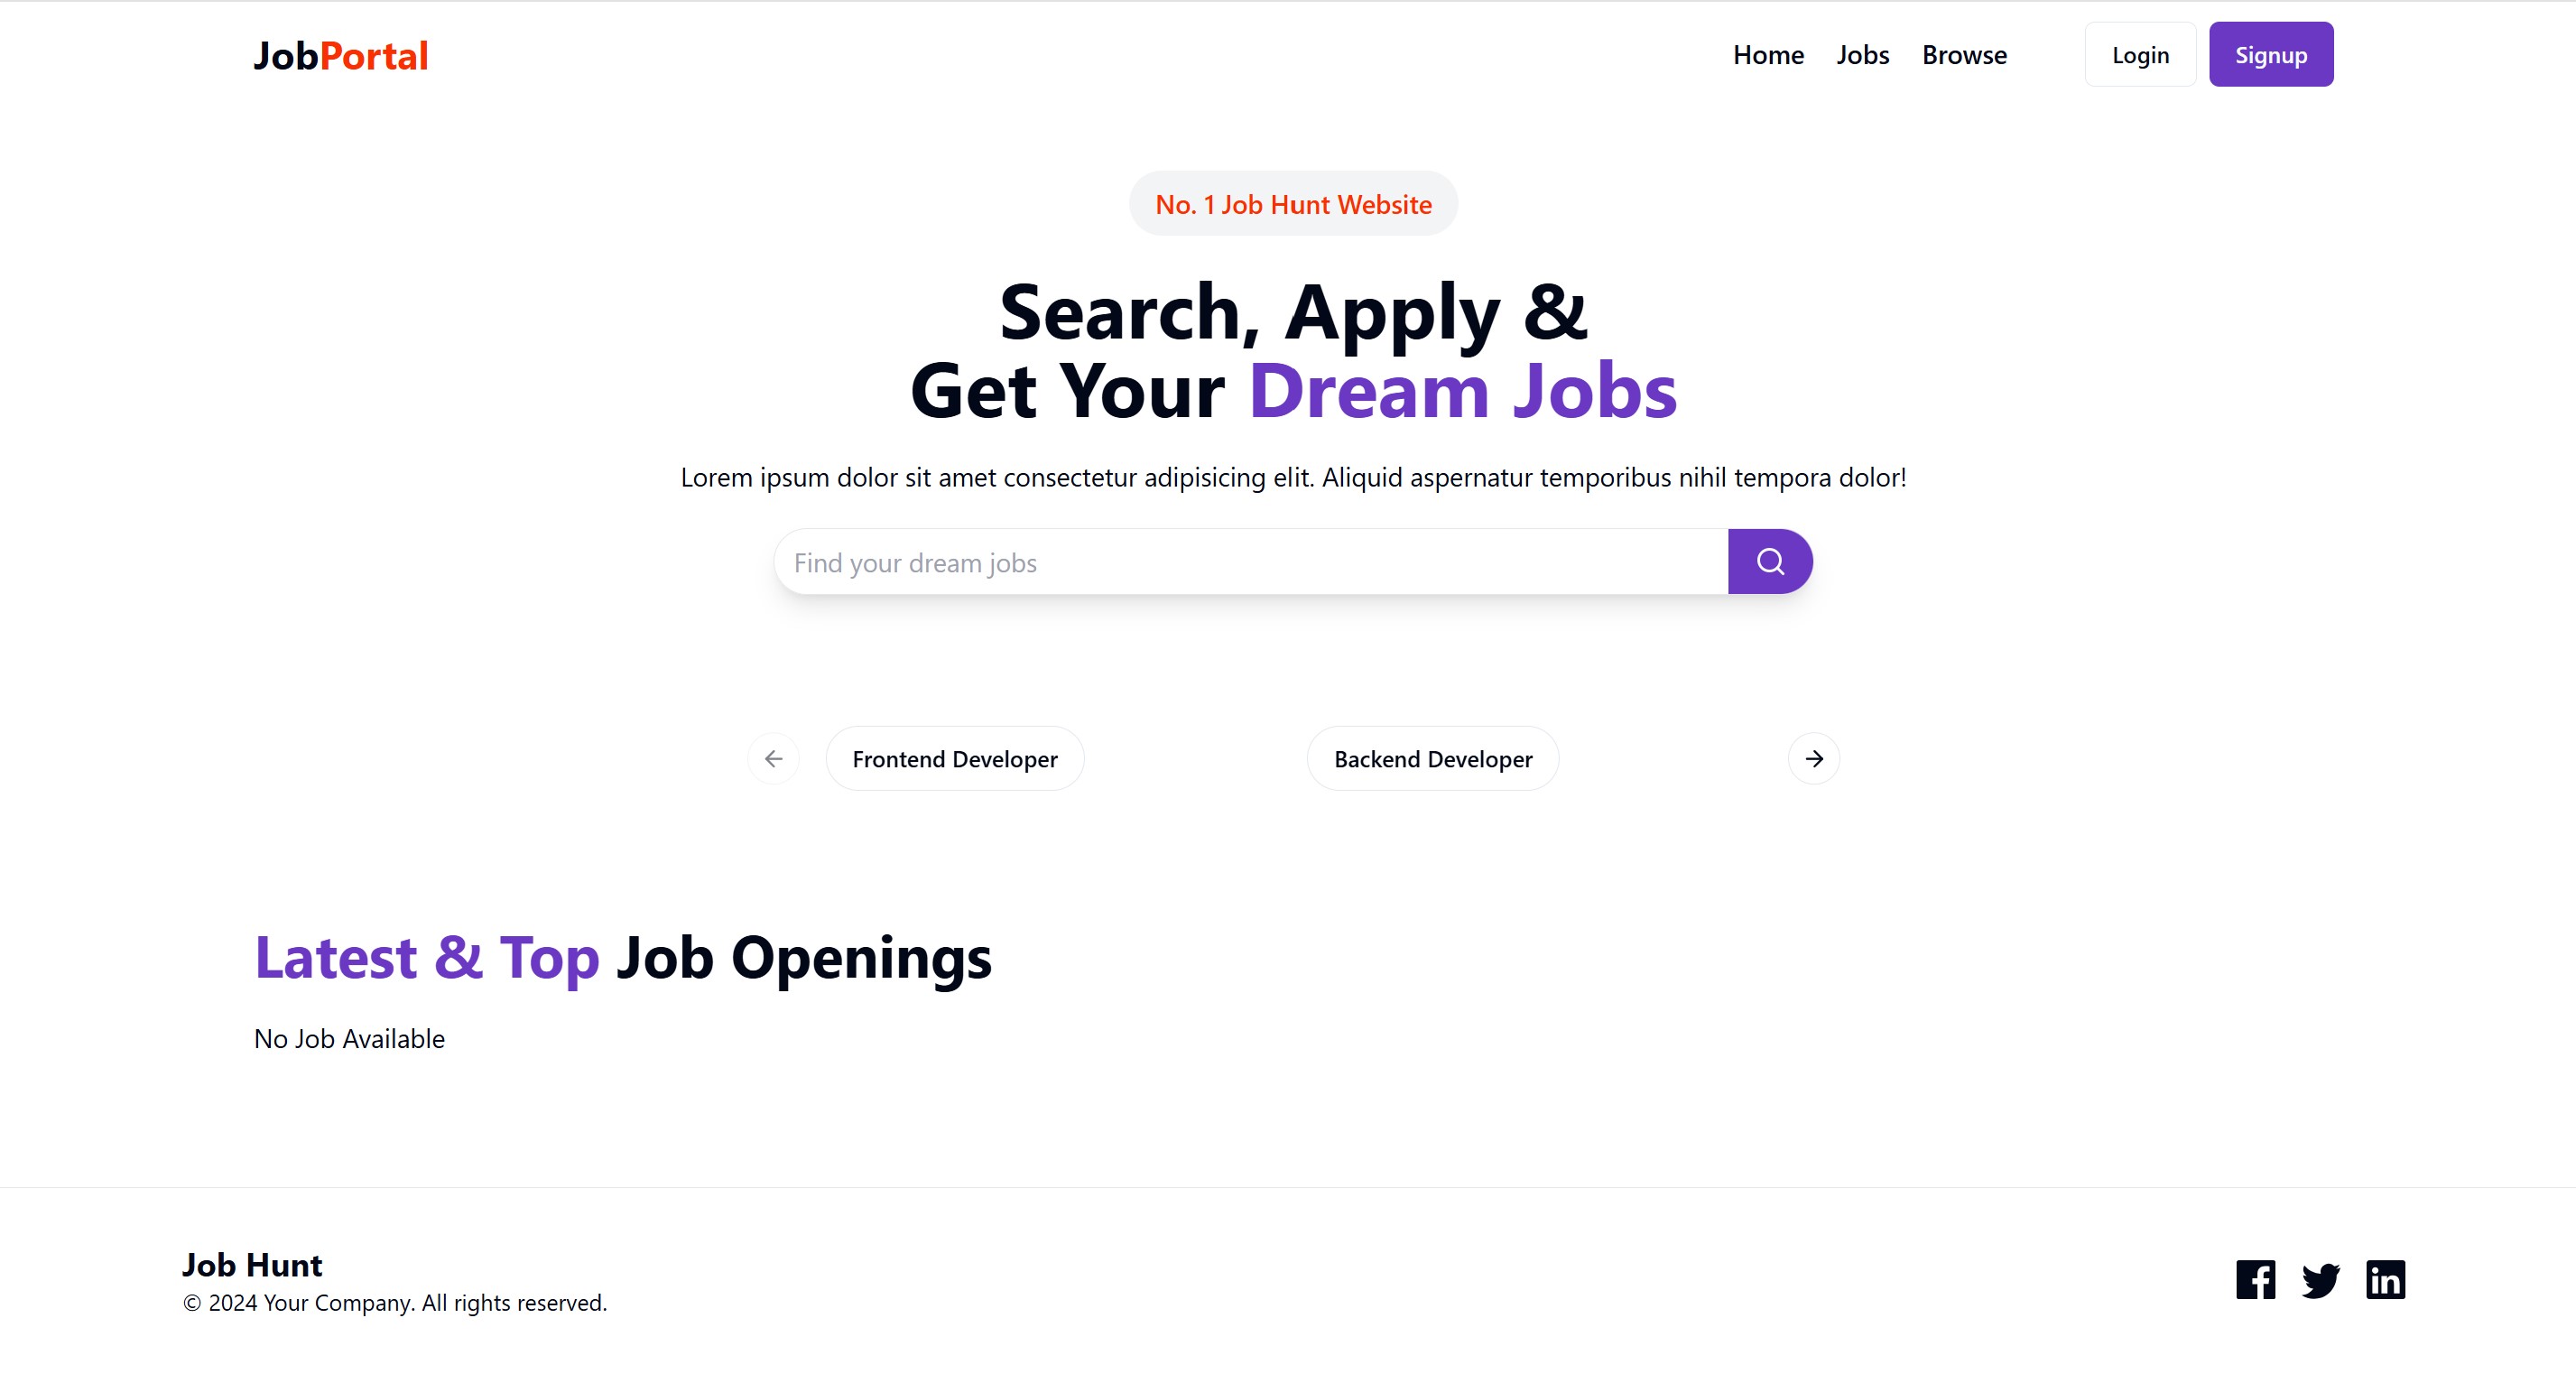 JobPortal
Home Jobs Browse Login Signup
No. 1 Job Hunt Website
Search, Apply &
Get Your Dream Jobs
Lorem ipsum dolor sit amet consectetur adipisicing elit. Aliquid aspernatur temporibus nihil tempora dolor!
Find your dream jobs
Frontend Developer Backend Developer
Latest & Top Job Openings
No Job Available
Job Hunt
© 2024 Your Company. All rights reserved.